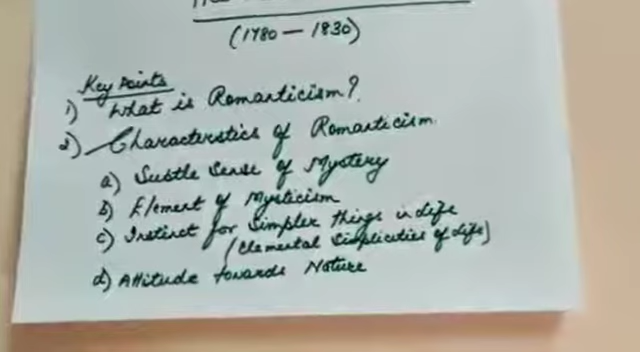 (1780 — 1830)
Key Points
1) What is Romanticism?
2) Characterstics of Romanticism
a) Subtle Sense of Mystery
b) Element of Mysticism
c) Instinct for Simpler things in life
(Elemental Simplicities of life)
d) Attitude towards Nature